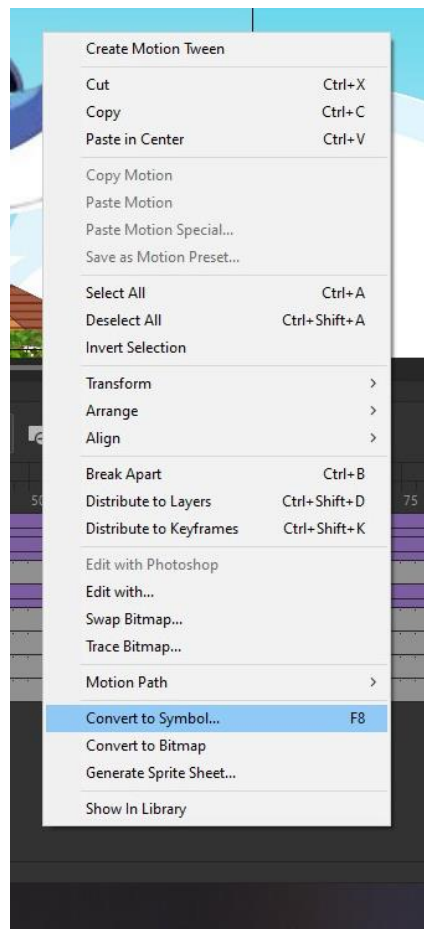 Create Motion Tween
Cut Ctrl+X
Copy Ctrl+C
Paste in Center Ctrl+V
Copy Motion
Paste Motion
Paste Motion Special...
Save as Motion Preset...
Select All Ctrl+A
Deselect All Ctrl+Shift+A
Invert Selection
Transform >
Arrange >
Align >
Break Apart Ctrl+B
50
Distribute to Layers Ctrl+Shift+D
75
Distribute to Keyframes Ctrl+Shift+K
Edit with Photoshop
Edit with...
Swap Bitmap...
Trace Bitmap...
Motion Path >
Convert to Symbol... F8
Convert to Bitmap
Generate Sprite Sheet...
Show In Library